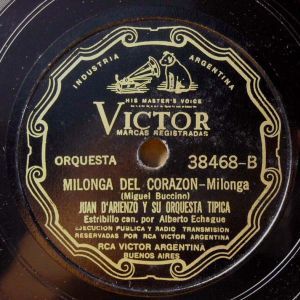 INDUSTRIA ARGENTINA
HIS MASTER'S VOICE
VICTOR
MARCAS REGISTRADAS
ORQUESTA 38468-B
MILONGA DEL CORAZON-Milonga
(Miguel Buccino)
JUAN D'ARIENZO Y SU ORQUESTA TIPICA
Estribillo can. por Alberto Echague
EJECUCION PUBLICA Y RADIO TRANSMISION
RESERVADAS POR RCA VICTOR ARGENTINA
RCA VICTOR ARGENTINA
BUENOS AIRES